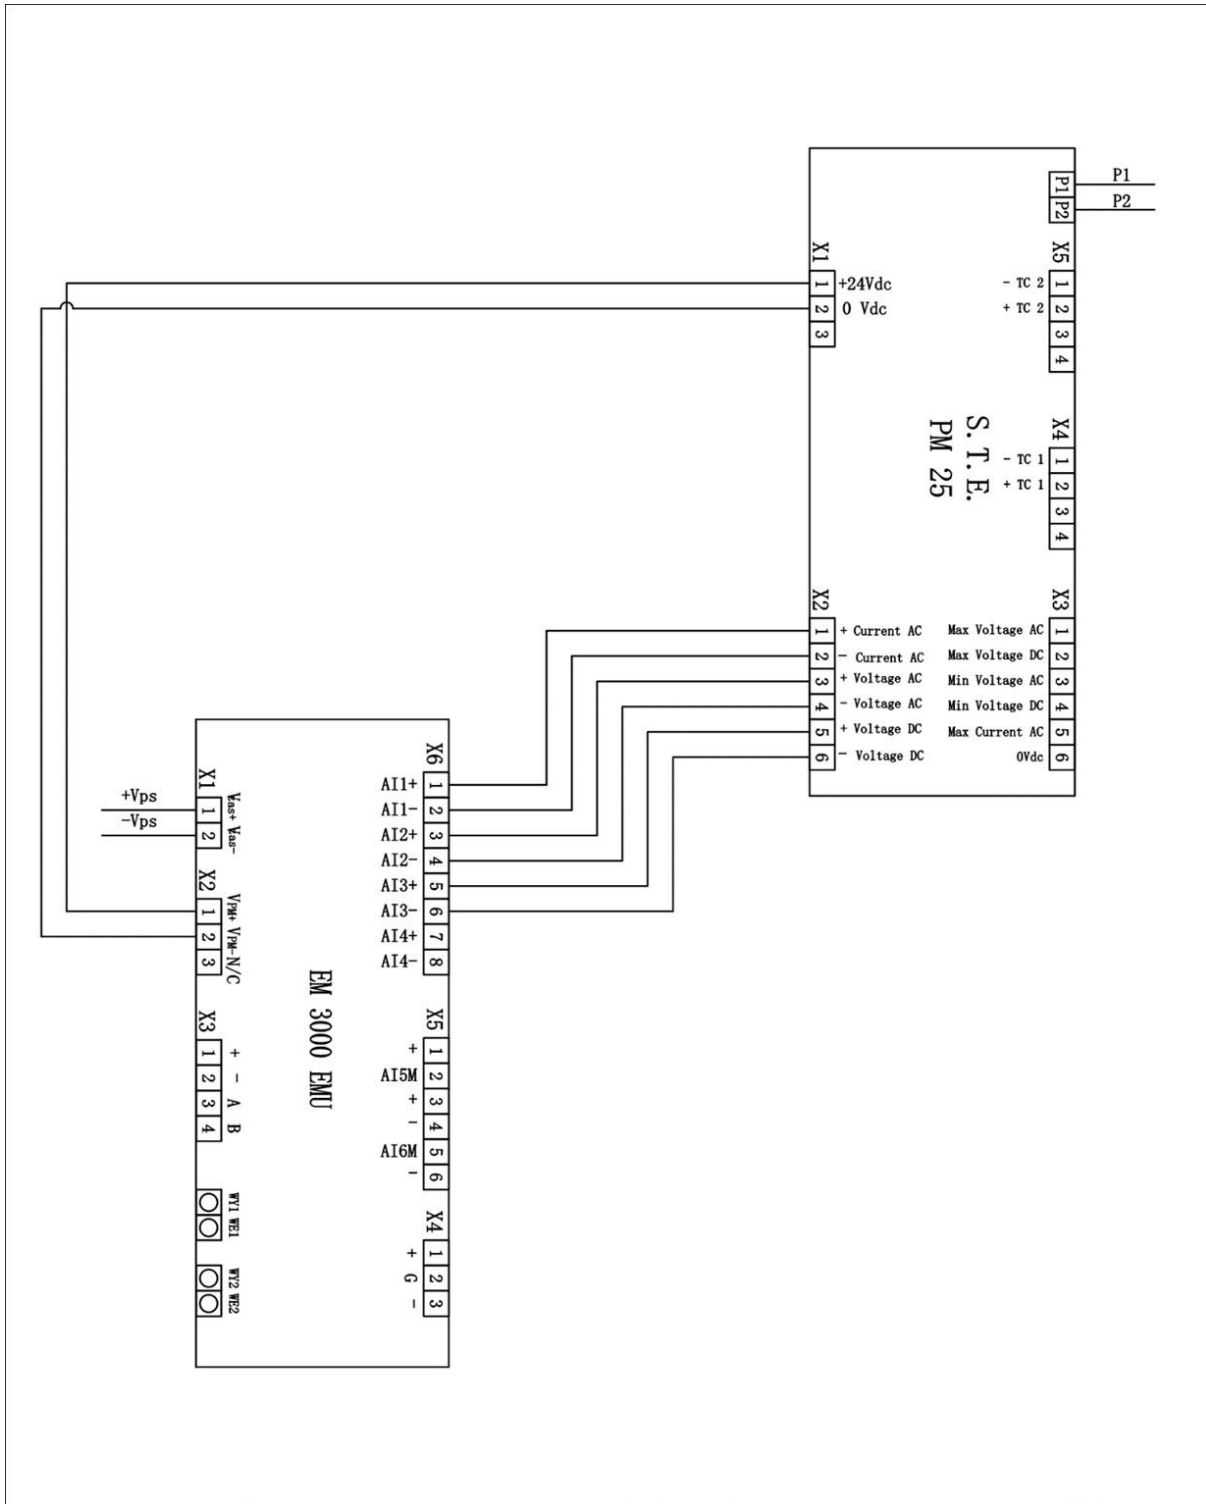 P1 P1
P2 P2
X1 X5
1 +24Vdc - TC 2 1
2 0 Vdc + TC 2 2
3 3
4
X4
S.T.E.
PM 25
- TC 1 1
+ TC 1 2
3
4
X2 X3
1 + Current AC Max Voltage AC 1
2 - Current AC Max Voltage DC 2
3 + Voltage AC Min Voltage AC 3
4 - Voltage AC Min Voltage DC 4
5 + Voltage DC Max Current AC 5
6 - Voltage DC 0Vdc 6
X6
X1
AI1+ 1
+Vps 1 Vas+ AI1- 2
-Vps 2 Vas- AI2+ 3
AI2- 4
X2
AI3+ 5
1 VPM+ AI3- 6
2 VPM- AI4+ 7
3 N/C AI4- 8
EM 3000 EMU
X3 X5
1 + + 1
2 - AI5M 2
3 A + 3
4 B - 4
AI6M 5
- 6
WY1 WE1
X4
+ 1
WY2 WE2 G 2
- 3